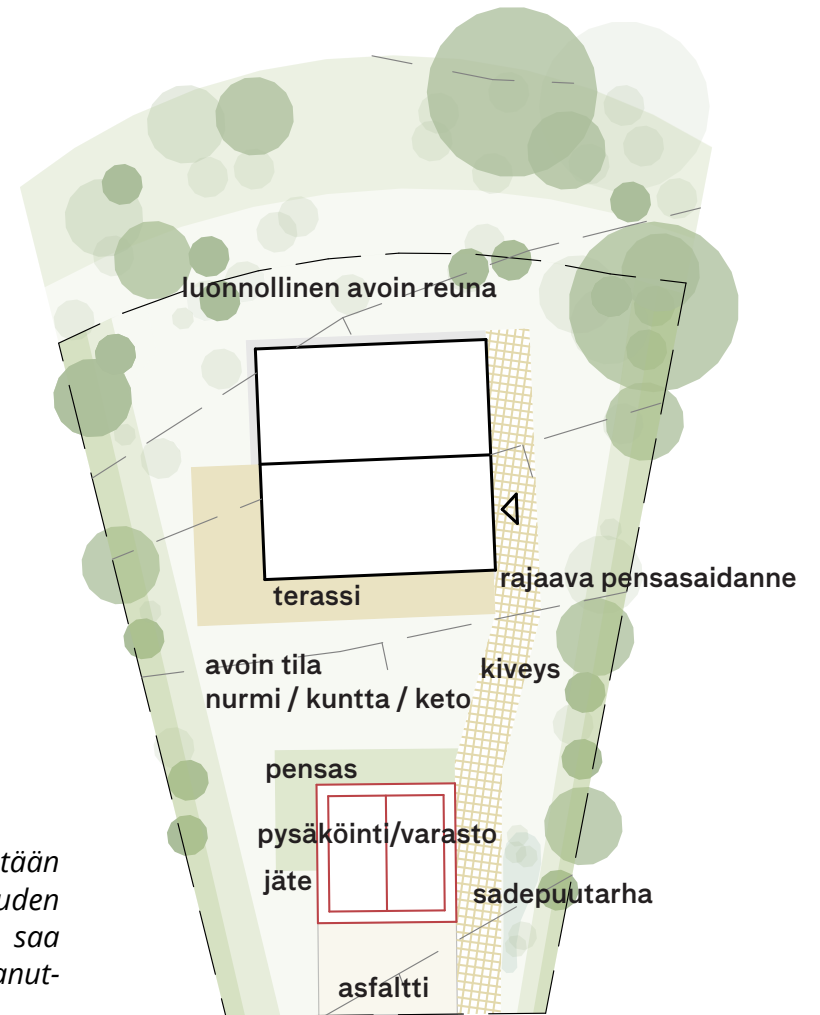 luonnollinen avoin reuna
rajaava pensasaidanne
terassi
avoin tila
nurmi / kuntta / keto
kiveys
pensas
pysäköinti/varasto
jäte
sadepuutarha
asfaltti
tään
uden
saa
anut-